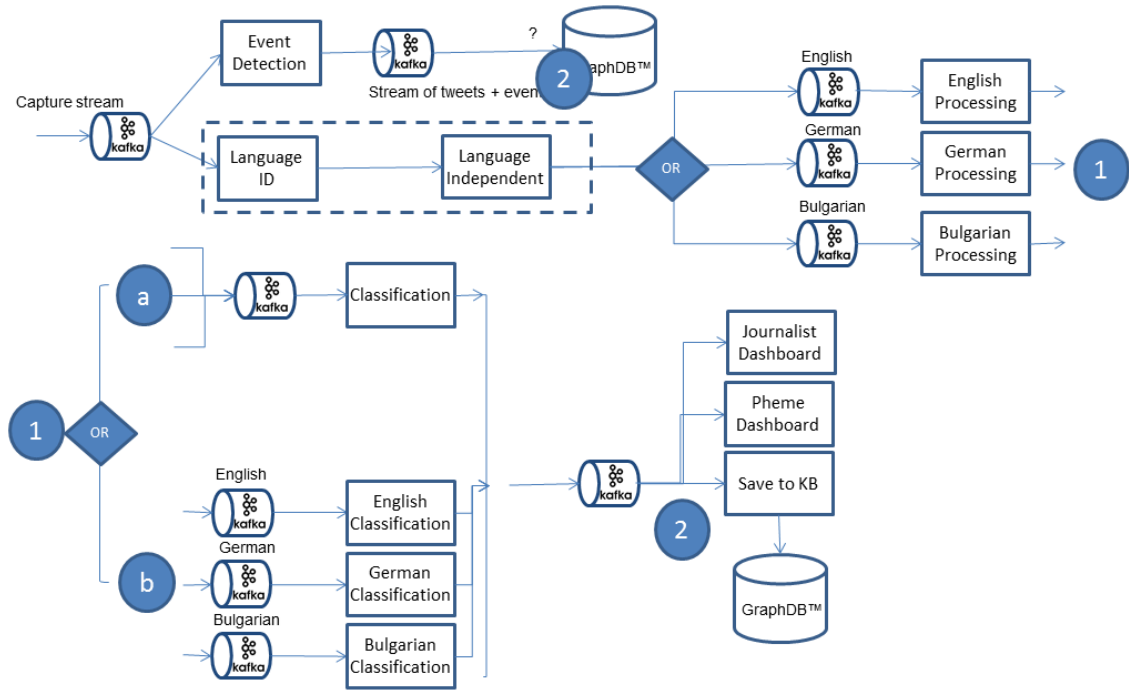 Capture stream
kafka
Event
Detection
kafka
Stream of tweets + even
?
2
aphDB™
Language
ID
Language
Independent
OR
English
kafka
English
Processing
German
kafka
German
Processing
Bulgarian
kafka
Bulgarian
Processing
1
1
OR
a
kafka
Classification
b
English
kafka
English
Classification
German
kafka
German
Classification
Bulgarian
kafka
Bulgarian
Classification
kafka
2
Journalist
Dashboard
Pheme
Dashboard
Save to KB
GraphDB™